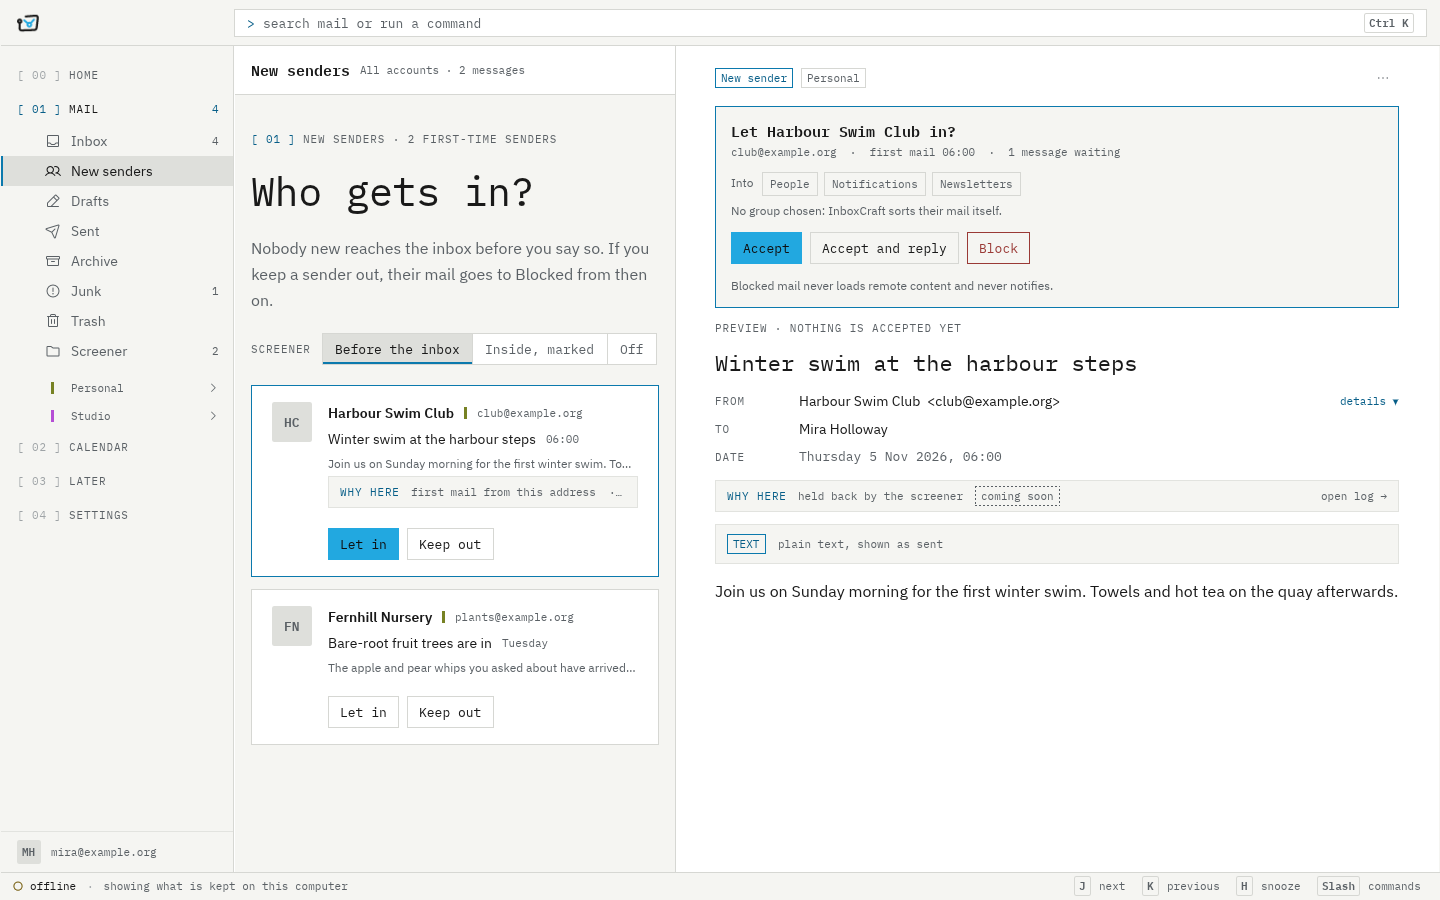 > search mail or run a command
Ctrl K
[ 00 ] HOME
[ 01 ] MAIL 4
Inbox 4
New senders
Drafts
Sent
Archive
Junk 1
Trash
Screener 2
Personal
Studio
[ 02 ] CALENDAR
[ 03 ] LATER
[ 04 ] SETTINGS
MH mira@example.org
New senders All accounts · 2 messages
[ 01 ] NEW SENDERS · 2 FIRST-TIME SENDERS
Who gets in?
Nobody new reaches the inbox before you say so. If you
keep a sender out, their mail goes to Blocked from then
on.
SCREENER Before the inbox Inside, marked Off
HC
Harbour Swim Club club@example.org
Winter swim at the harbour steps 06:00
Join us on Sunday morning for the first winter swim. To…
WHY HERE first mail from this address ·…
Let in Keep out
FN
Fernhill Nursery plants@example.org
Bare-root fruit trees are in Tuesday
The apple and pear whips you asked about have arrived…
Let in Keep out
New sender Personal ...
Let Harbour Swim Club in?
club@example.org · first mail 06:00 · 1 message waiting
Into People Notifications Newsletters
No group chosen: InboxCraft sorts their mail itself.
Accept Accept and reply Block
Blocked mail never loads remote content and never notifies.
PREVIEW · NOTHING IS ACCEPTED YET
Winter swim at the harbour steps
FROM Harbour Swim Club <club@example.org> details ▾
TO Mira Holloway
DATE Thursday 5 Nov 2026, 06:00
WHY HERE held back by the screener coming soon open log →
TEXT plain text, shown as sent
Join us on Sunday morning for the first winter swim. Towels and hot tea on the quay afterwards.
offline · showing what is kept on this computer
J next K previous H snooze Slash commands